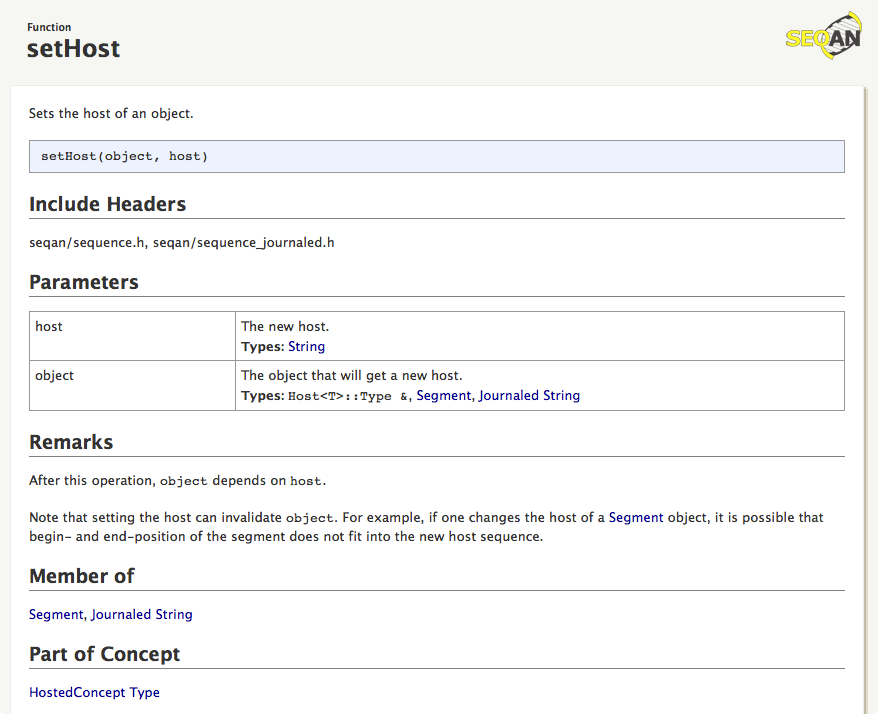 Function
setHost
SEQAN
Sets the host of an object.
setHost(object, host)
Include Headers
seqan/sequence.h, seqan/sequence_journaled.h
Parameters
host
The new host.
Types: String
object
The object that will get a new host.
Types: Host<T>::Type &, Segment, Journaled String
Remarks
After this operation, object depends on host.
Note that setting the host can invalidate object. For example, if one changes the host of a Segment object, it is possible that
begin- and end-position of the segment does not fit into the new host sequence.
Member of
Segment, Journaled String
Part of Concept
HostedConcept Type